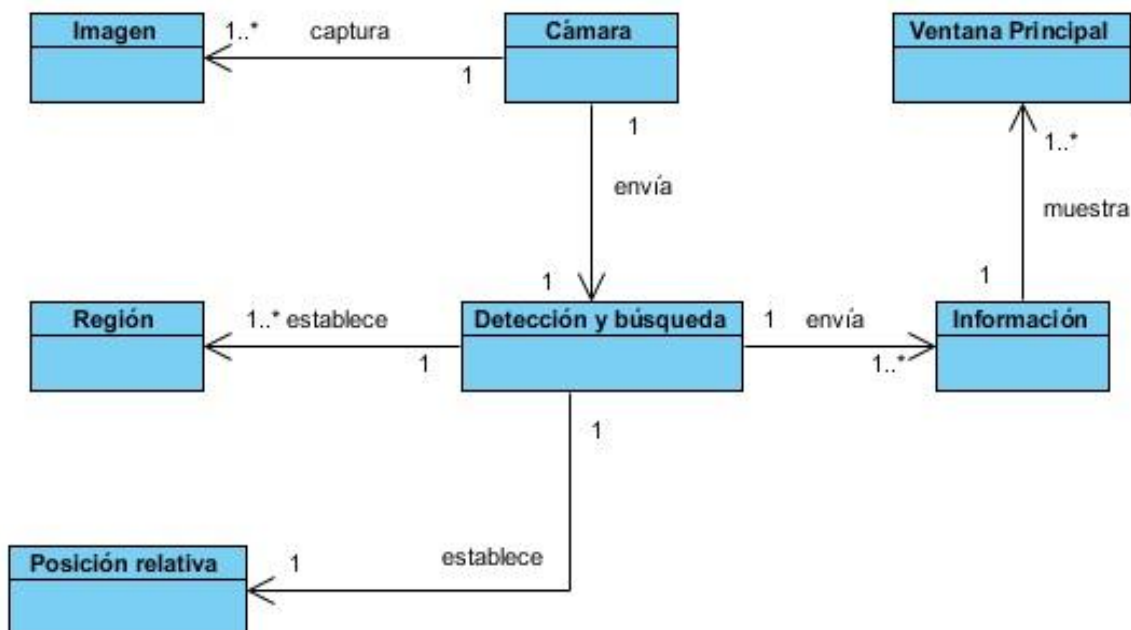 Imagen
1..*
captura
1
Cámara
Ventana Principal
1
1..*
envía
muestra
1
1
Región
1..* establece
1
Detección y búsqueda
1
envía
1..*
Información
1
Posición relativa
1
establece